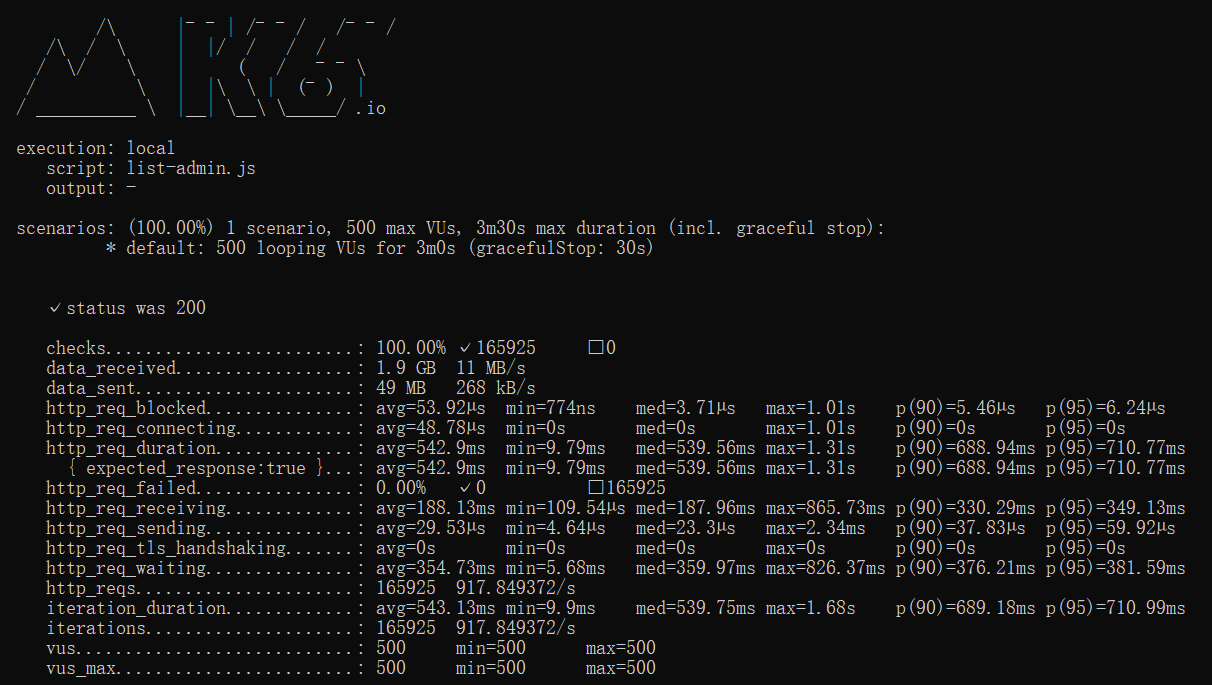 .io
execution: local
script: list-admin.js
output: -
scenarios: (100.00%) 1 scenario, 500 max VUs, 3m30s max duration (incl. graceful stop):
* default: 500 looping VUs for 3m0s (gracefulStop: 30s)
✓ status was 200
checks.........................: 100.00% ✓ 165925 □0
data_received..................: 1.9 GB 11 MB/s
data_sent......................: 49 MB 268 kB/s
http_req_blocked...............: avg=53.92µs min=774ns med=3.71µs max=1.01s p(90)=5.46µs p(95)=6.24µs
http_req_connecting............: avg=48.78µs min=0s med=0s max=1.01s p(90)=0s p(95)=0s
http_req_duration..............: avg=542.9ms min=9.79ms med=539.56ms max=1.31s p(90)=688.94ms p(95)=710.77ms
{ expected_response:true }...: avg=542.9ms min=9.79ms med=539.56ms max=1.31s p(90)=688.94ms p(95)=710.77ms
http_req_failed................: 0.00% ✓ 0 □165925
http_req_receiving.............: avg=188.13ms min=109.54µs med=187.96ms max=865.73ms p(90)=330.29ms p(95)=349.13ms
http_req_sending...............: avg=29.53µs min=4.64µs med=23.3µs max=2.34ms p(90)=37.83µs p(95)=59.92µs
http_req_tls_handshaking.......: avg=0s min=0s med=0s max=0s p(90)=0s p(95)=0s
http_req_waiting...............: avg=354.73ms min=5.68ms med=359.97ms max=826.37ms p(90)=376.21ms p(95)=381.59ms
http_reqs......................: 165925 917.849372/s
iteration_duration.............: avg=543.13ms min=9.9ms med=539.75ms max=1.68s p(90)=689.18ms p(95)=710.99ms
iterations.....................: 165925 917.849372/s
vus............................: 500 min=500 max=500
vus_max........................: 500 min=500 max=500